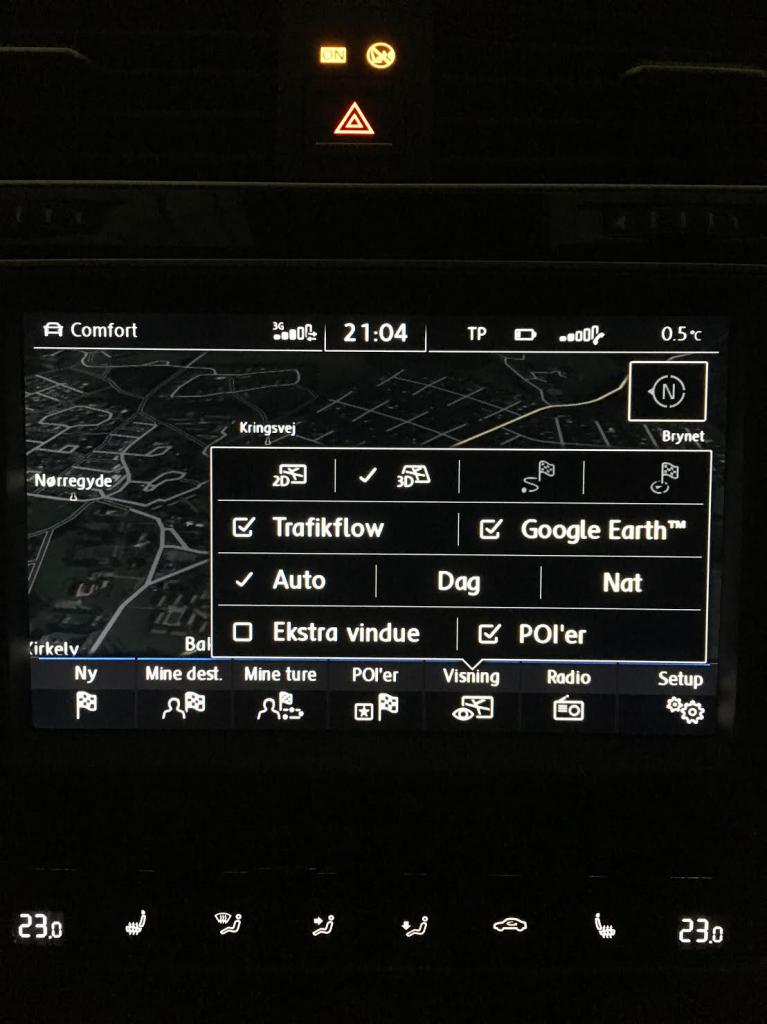 ON
Comfort 3G 21:04 TP 0.5°C
N
Kringsvej
Brynet
Nørregyde
2D 3D
Trafikflow Google Earth™
Auto Dag Nat
Ekstra vindue POI'er
Kirkelv Bal
Ny Mine dest. Mine ture POI'er Visning Radio Setup
23.0 23.0